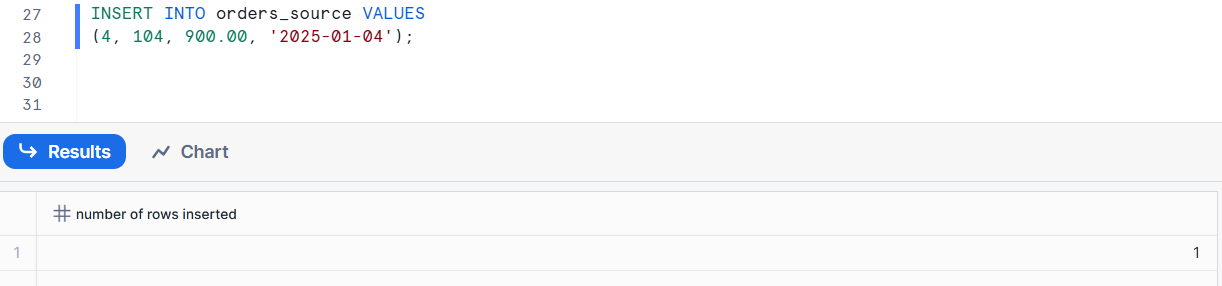 27 INSERT INTO orders_source VALUES
28 (4, 104, 900.00, '2025-01-04');
29
30
31
Results Chart
number of rows inserted
1 1